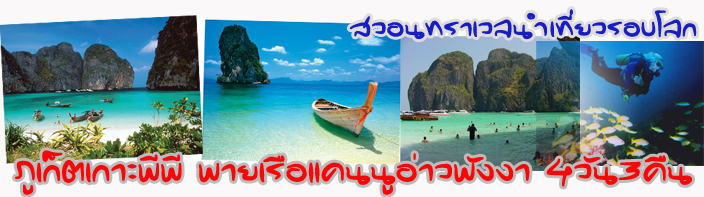 สวอนทราเวลนำเที่ยวรอบโลก
ภูเก็ตเกาะพีพี พายเรือแคนนูอ่าวพังงา 4วัน3คืน